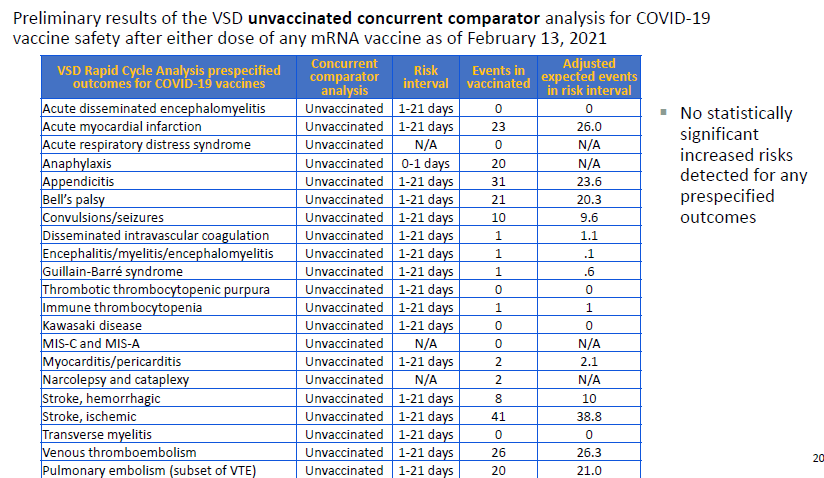 Preliminary results of the VSD unvaccinated concurrent comparator analysis for COVID-19
vaccine safety after either dose of any mRNA vaccine as of February 13, 2021
VSD Rapid Cycle Analysis prespecified outcomes for COVID-19 vaccines | Concurrent comparator analysis | Risk interval | Events in vaccinated | Adjusted expected events in risk interval
Acute disseminated encephalomyelitis Unvaccinated 1-21 days 0 0
Acute myocardial infarction Unvaccinated 1-21 days 23 26.0
Acute respiratory distress syndrome Unvaccinated N/A 0 N/A
Anaphylaxis Unvaccinated 0-1 days 20 N/A
Appendicitis Unvaccinated 1-21 days 31 23.6
Bell's palsy Unvaccinated 1-21 days 21 20.3
Convulsions/seizures Unvaccinated 1-21 days 10 9.6
Disseminated intravascular coagulation Unvaccinated 1-21 days 1 1.1
Encephalitis/myelitis/encephalomyelitis Unvaccinated 1-21 days 1 .1
Guillain-Barré syndrome Unvaccinated 1-21 days 1 .6
Thrombotic thrombocytopenic purpura Unvaccinated 1-21 days 0 0
Immune thrombocytopenia Unvaccinated 1-21 days 1 1
Kawasaki disease Unvaccinated 1-21 days 0 0
MIS-C and MIS-A Unvaccinated N/A 0 N/A
Myocarditis/pericarditis Unvaccinated 1-21 days 2 2.1
Narcolepsy and cataplexy Unvaccinated N/A 2 N/A
Stroke, hemorrhagic Unvaccinated 1-21 days 8 10
Stroke, ischemic Unvaccinated 1-21 days 41 38.8
Transverse myelitis Unvaccinated 1-21 days 0 0
Venous thromboembolism Unvaccinated 1-21 days 26 26.3
Pulmonary embolism (subset of VTE) Unvaccinated 1-21 days 20 21.0
▪ No statistically
significant
increased risks
detected for any
prespecified
outcomes
20